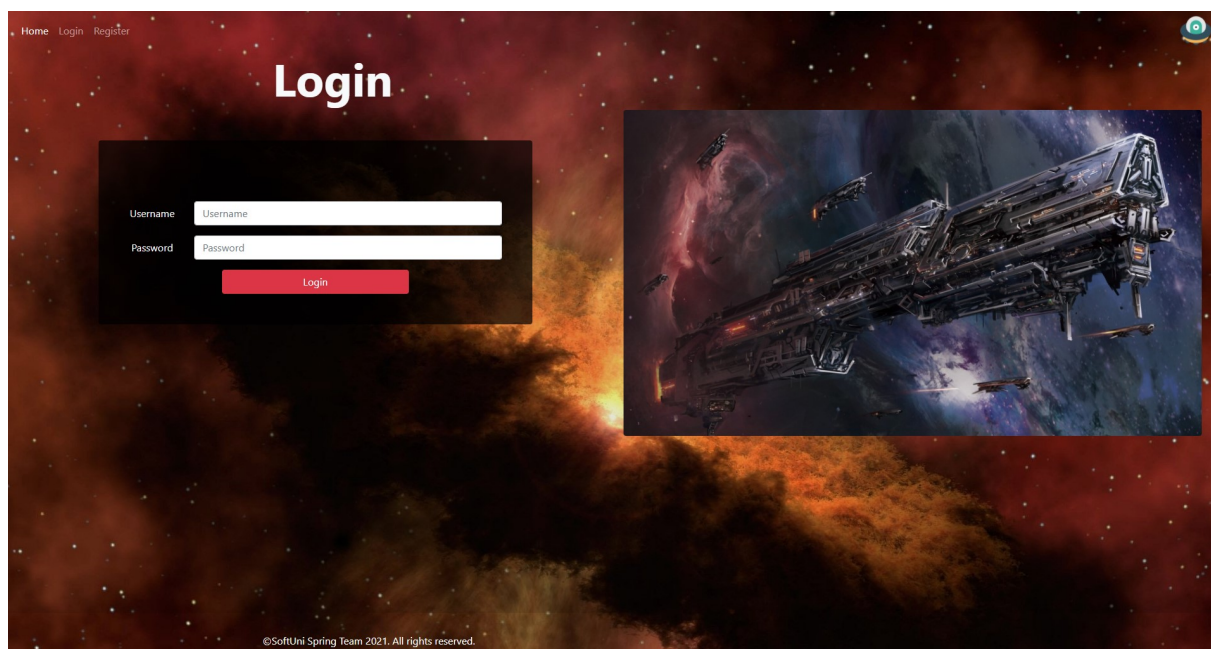 Home Login Register
Login
Username Username
Password Password
Login
©SoftUni Spring Team 2021. All rights reserved.